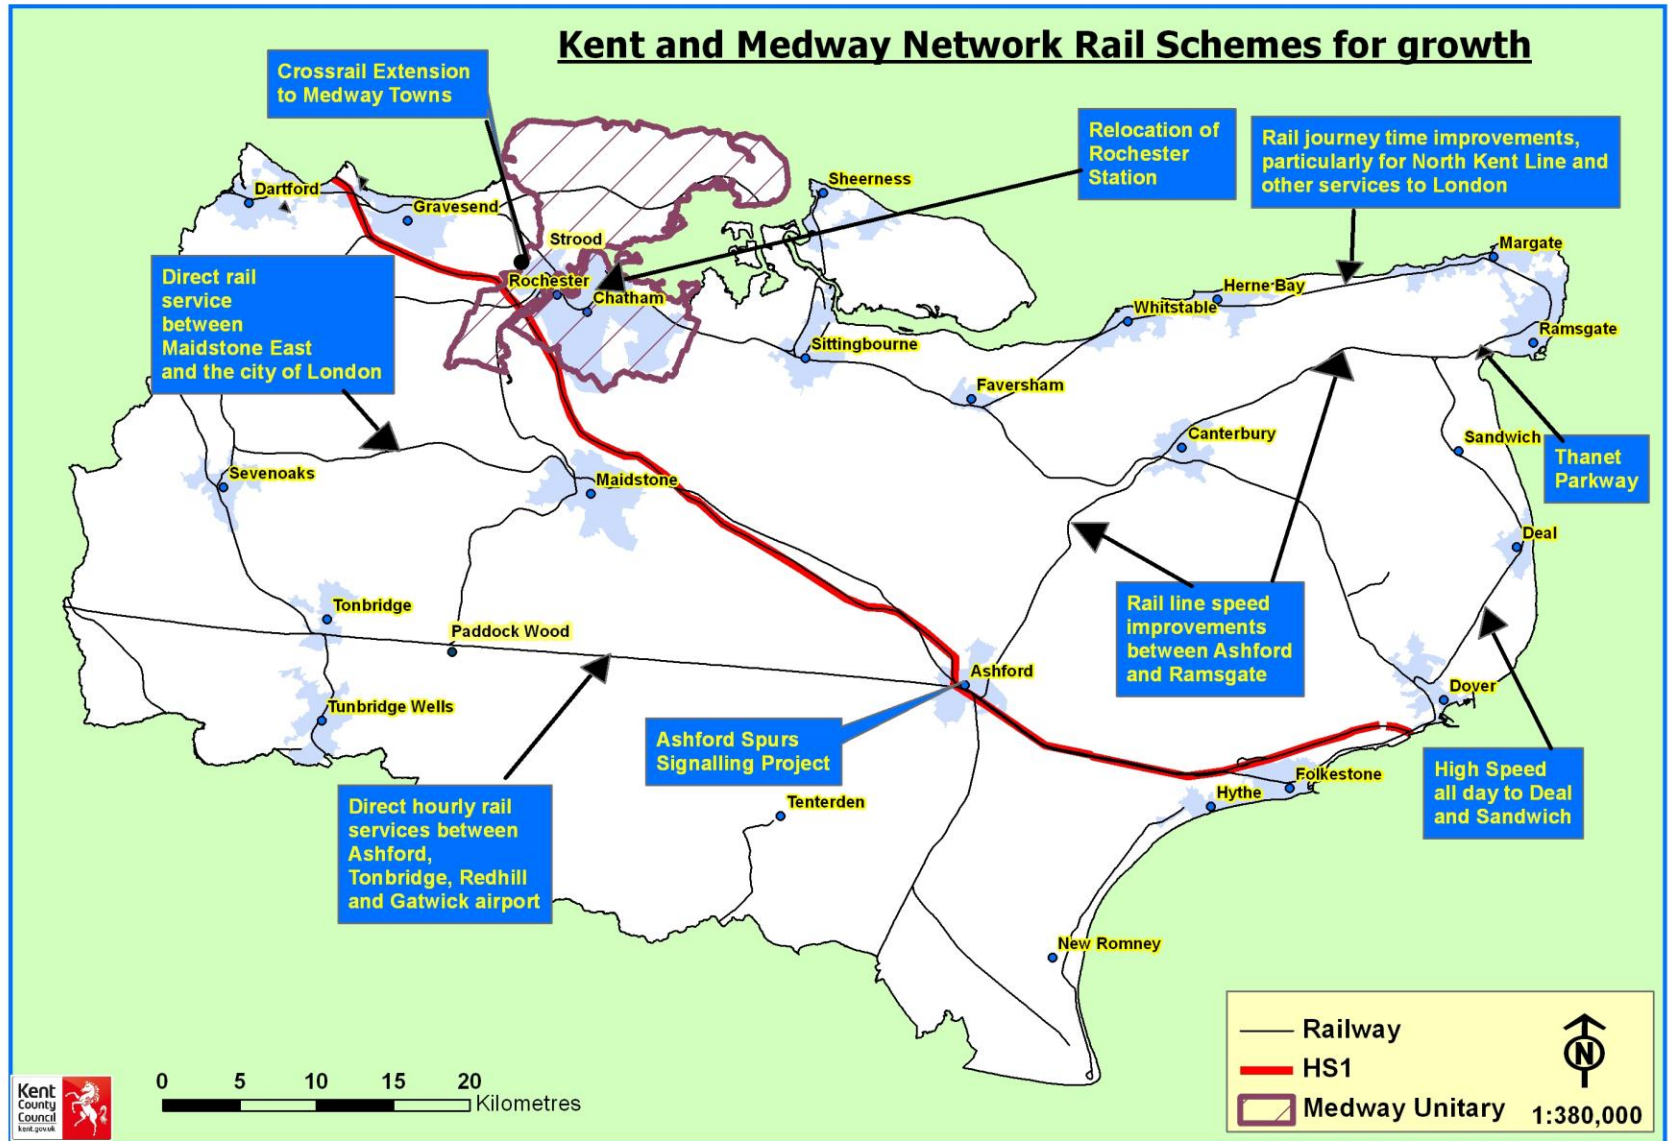 Kent and Medway Network Rail Schemes for growth
Crossrail Extension
to Medway Towns
Relocation of
Rochester
Station
Rail journey time improvements,
particularly for North Kent Line and
other services to London
Dartford
Gravesend
Sheerness
Strood
Margate
Direct rail
service
between
Maidstone East
and the city of London
Rochester
Chatham
Herne Bay
Whitstable
Ramsgate
Sittingbourne
Faversham
Canterbury
Sandwich
Thanet
Parkway
Sevenoaks
Maidstone
Deal
Tonbridge
Paddock Wood
Rail line speed
improvements
between Ashford
and Ramsgate
Ashford
Dover
Tunbridge Wells
Ashford Spurs
Signalling Project
High Speed
all day to Deal
and Sandwich
Folkestone
Hythe
Tenterden
Direct hourly rail
services between
Ashford,
Tonbridge, Redhill
and Gatwick airport
New Romney
Railway
HS1
Medway Unitary
N
1:380,000
Kent
County
Council
kent.gov.uk
0 5 10 15 20
Kilometres